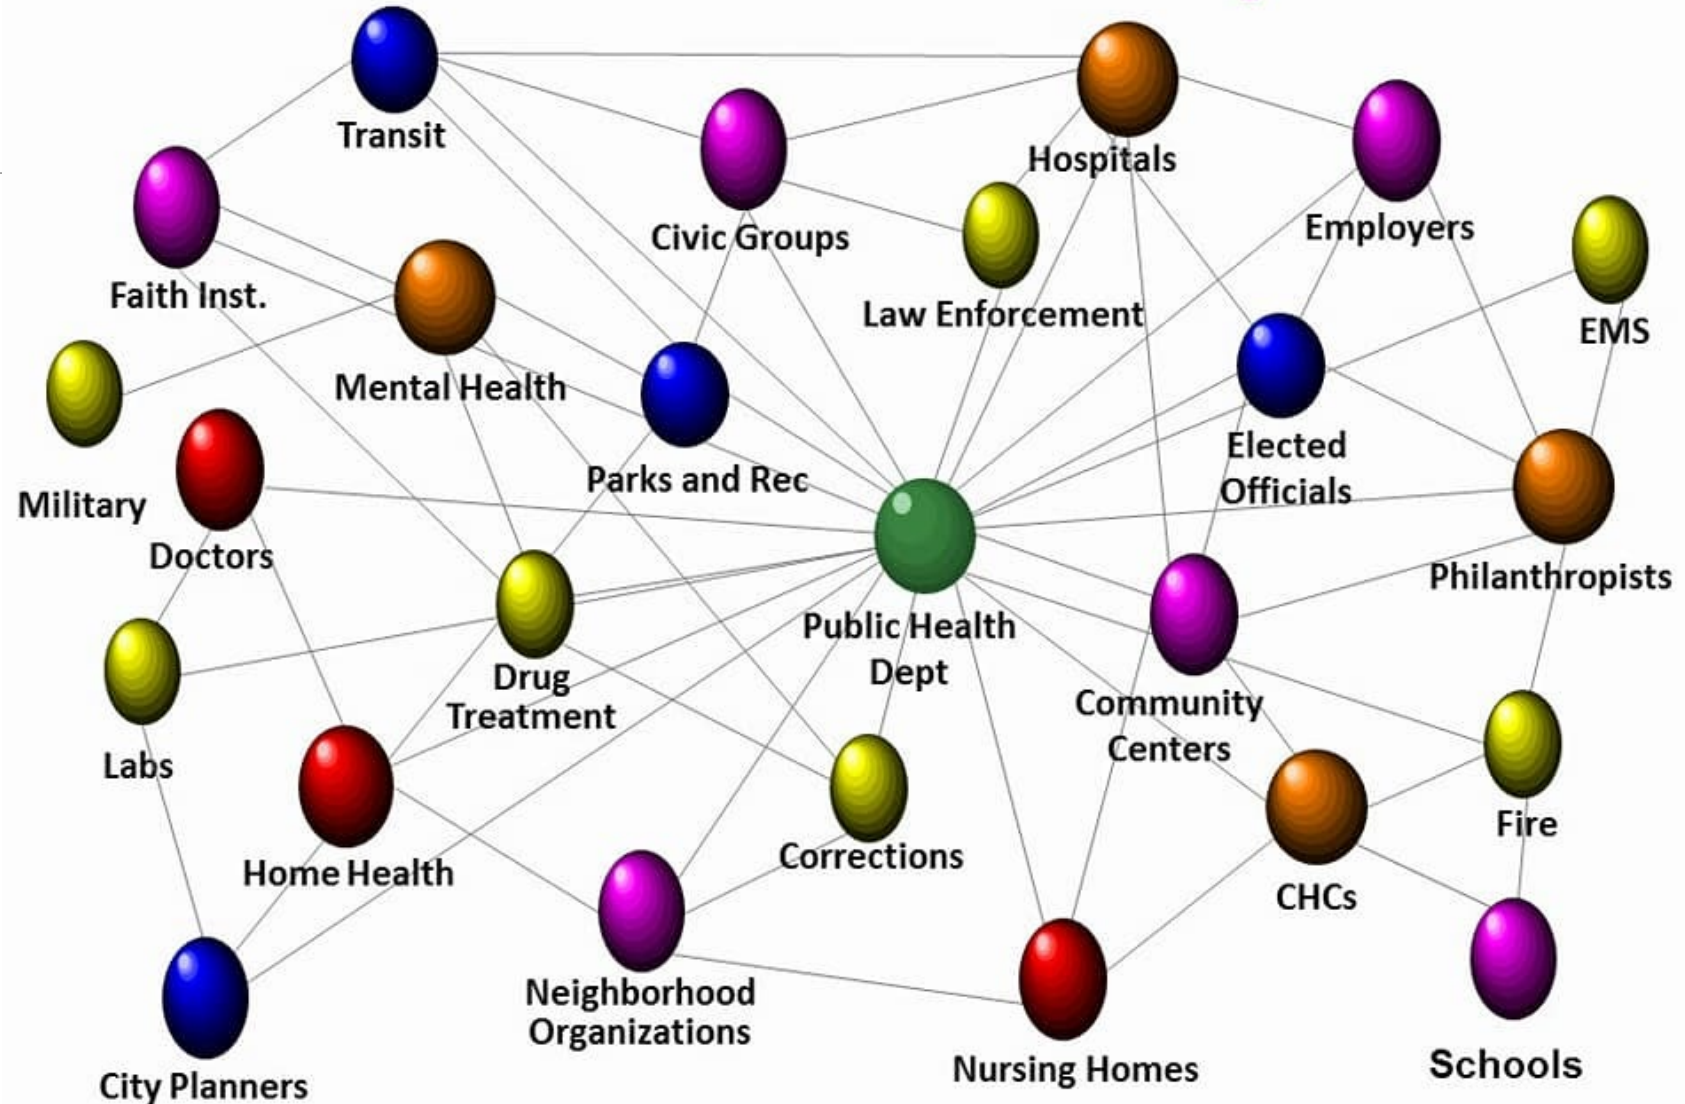 Transit
Hospitals
Civic Groups
Employers
Faith Inst.
Law Enforcement
EMS
Mental Health
Elected
Officials
Parks and Rec
Military
Doctors
Philanthropists
Public Health
Dept
Drug
Treatment
Community
Centers
Labs
Fire
Home Health
Corrections
CHCs
Neighborhood
Organizations
Nursing Homes
Schools
City Planners